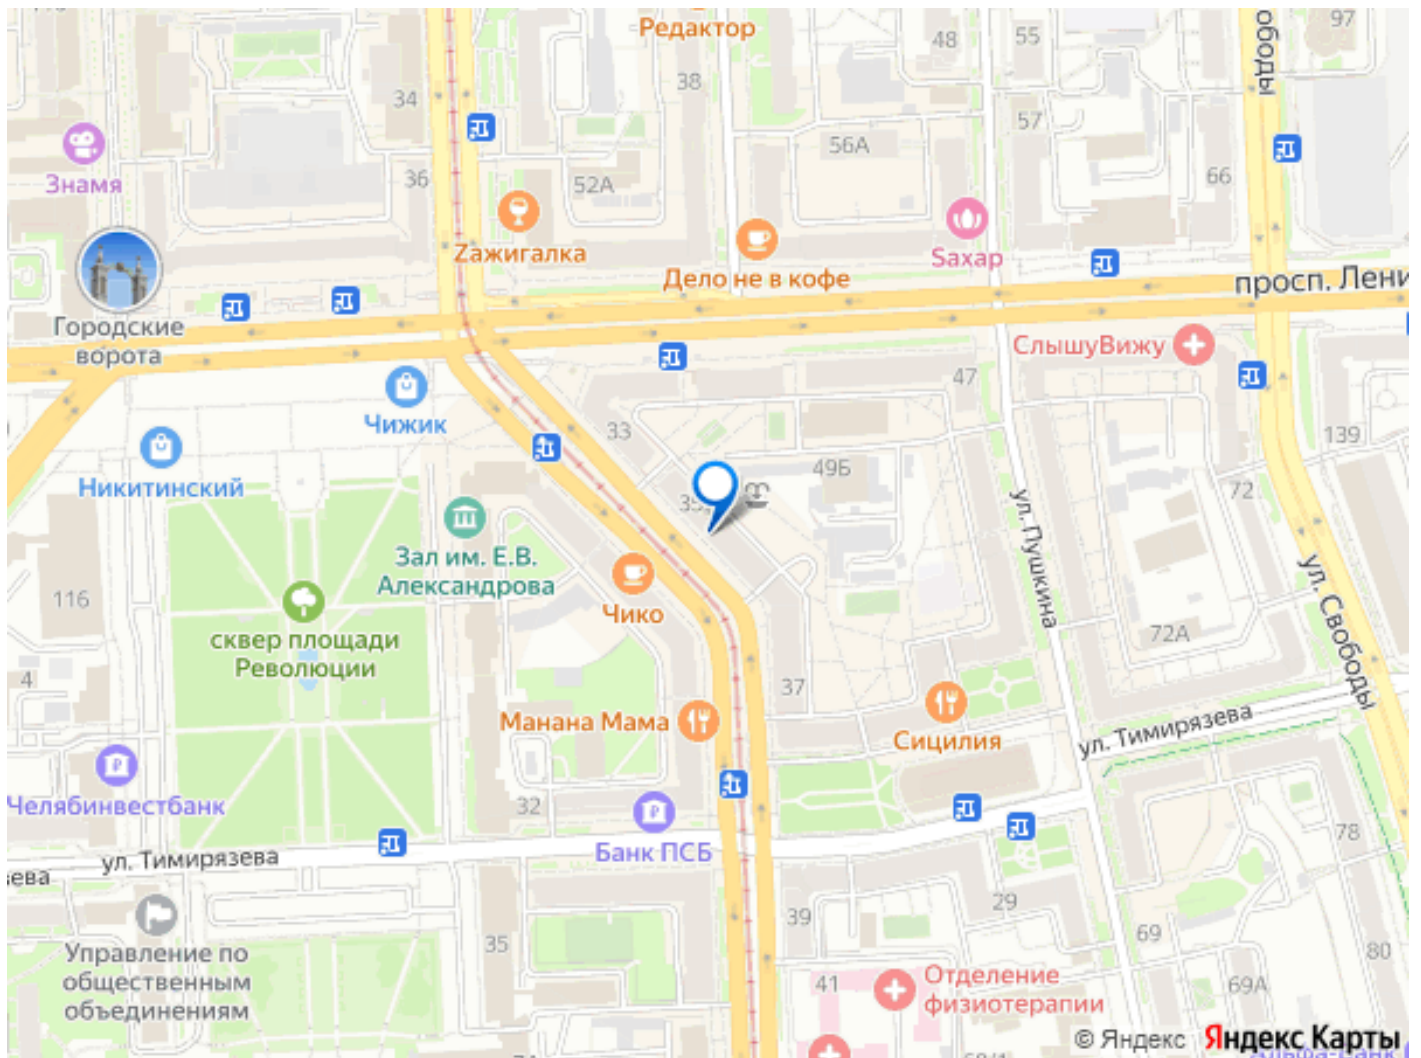 Редактор
48
55
97
38
34
57
56А
36
52А
66
Знамя
Zажигалка
Sахар
Дело не в кофе
просп. Лени
Городские
ворота
СлышуВижу
47
Чижик
33
139
49Б
Никитинский
72
35
ул. Пушкина
Зал им. Е.В.
Александрова
116
Чико
ул. Свободы
сквер площади
Революции
72А
4
37
Манана Мама
Сицилия
ул. Тимирязева
Челябинвестбанк
32
78
Банк ПСБ
ул. Тимирязева
29
39
35
69
80
Управление по
общественным
объединениям
41
Отделение
физиотерапии
69А
© Яндекс Яндекс Карты